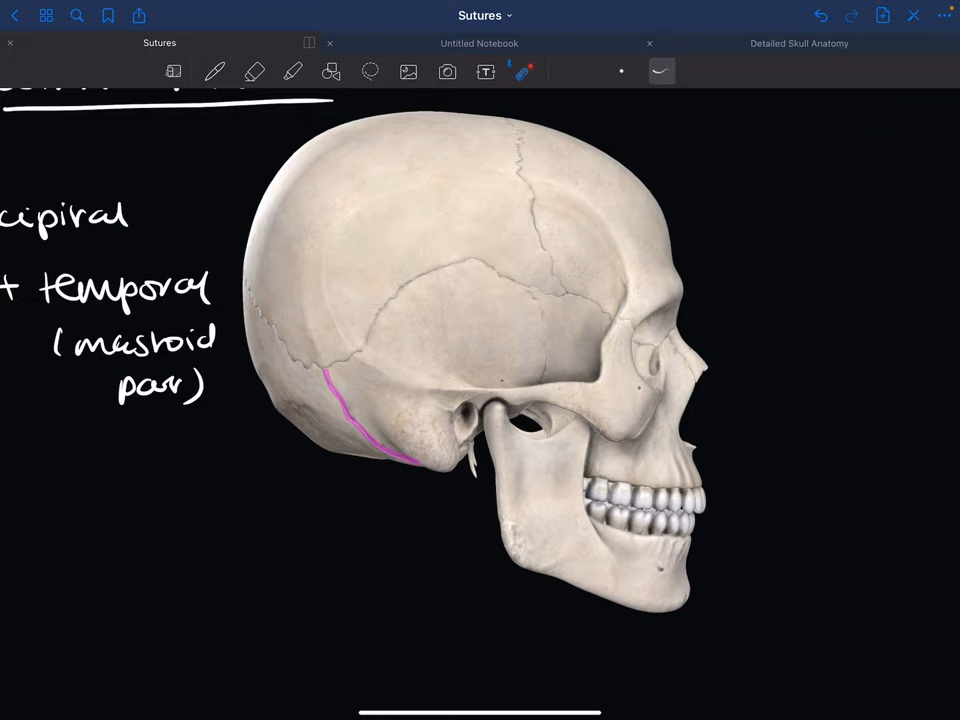 Sutures
Sutures
Untitled Notebook
Detailed Skull Anatomy
cipiral
+ temporal
(mastoid
par)